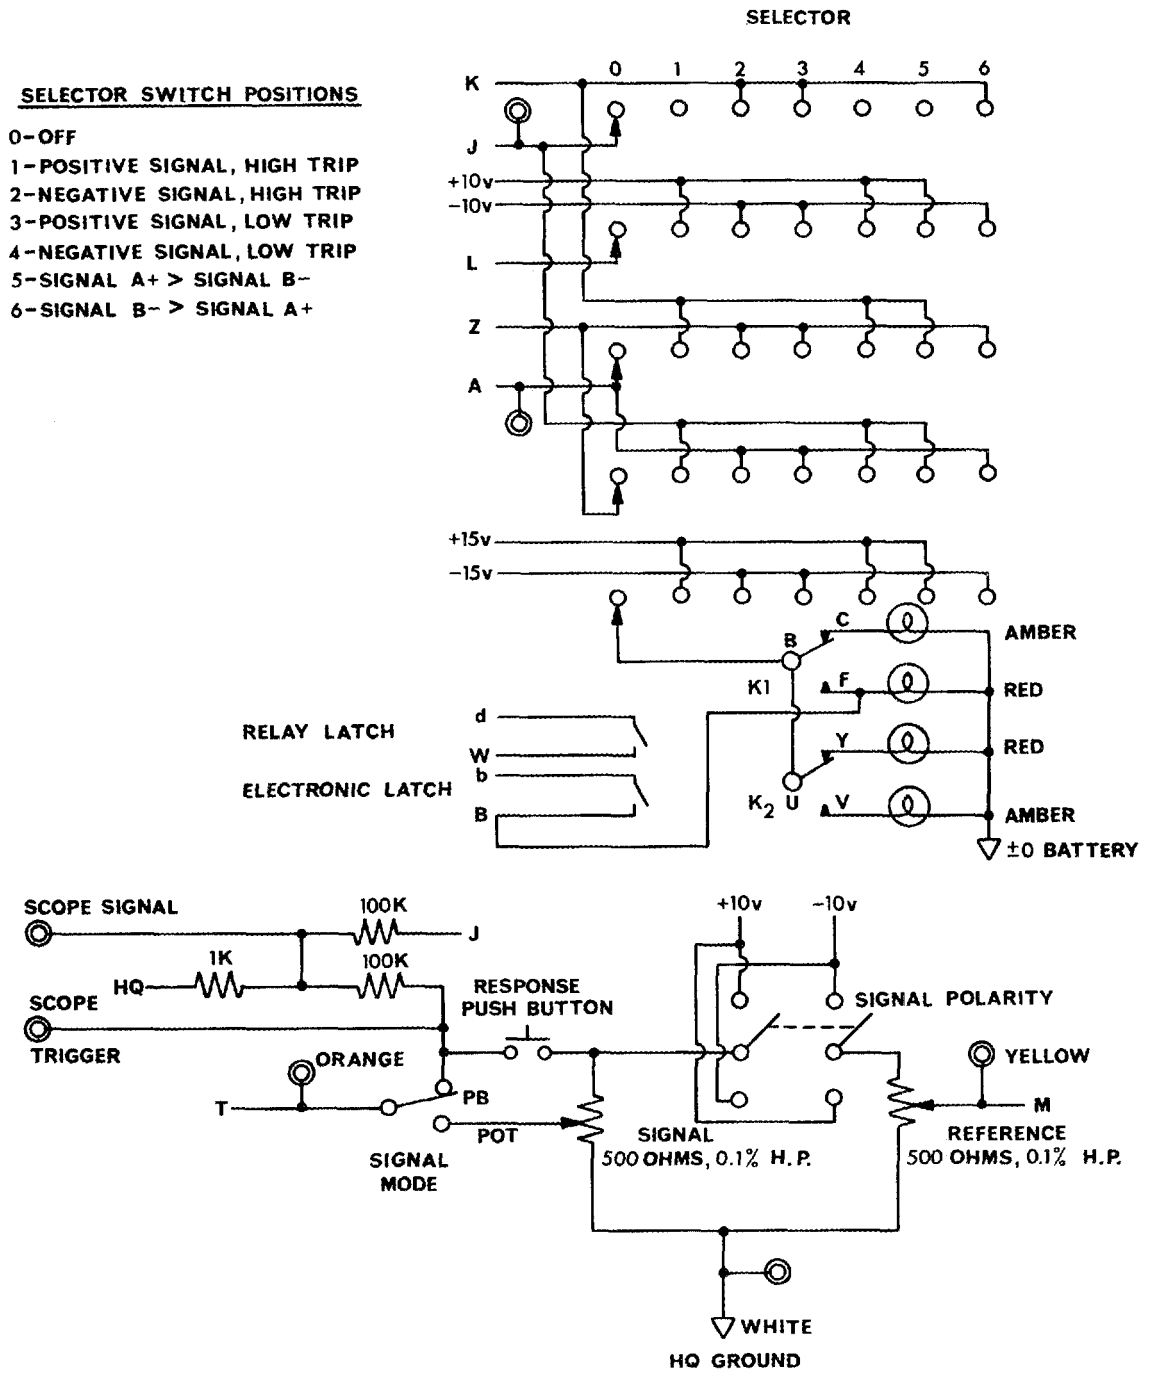 SELECTOR
SELECTOR SWITCH POSITIONS
0-OFF
1-POSITIVE SIGNAL, HIGH TRIP
2-NEGATIVE SIGNAL, HIGH TRIP
3-POSITIVE SIGNAL, LOW TRIP
4-NEGATIVE SIGNAL, LOW TRIP
5-SIGNAL A+ > SIGNAL B-
6-SIGNAL B- > SIGNAL A+
0 1 2 3 4 5 6
K
J
+10v
-10v
L
Z
A
+15v
-15v
B
C
AMBER
K1
F
RED
RELAY LATCH
d
W
Y
RED
ELECTRONIC LATCH
b
B
K2 U
V
AMBER
±0 BATTERY
SCOPE SIGNAL
100K
J
+10v -10v
1K
100K
HQ
SCOPE
TRIGGER
RESPONSE
PUSH BUTTON
SIGNAL POLARITY
ORANGE
YELLOW
T
PB
M
POT
SIGNAL
MODE
SIGNAL
500 OHMS, 0.1% H.P.
REFERENCE
500 OHMS, 0.1% H.P.
WHITE
HQ GROUND